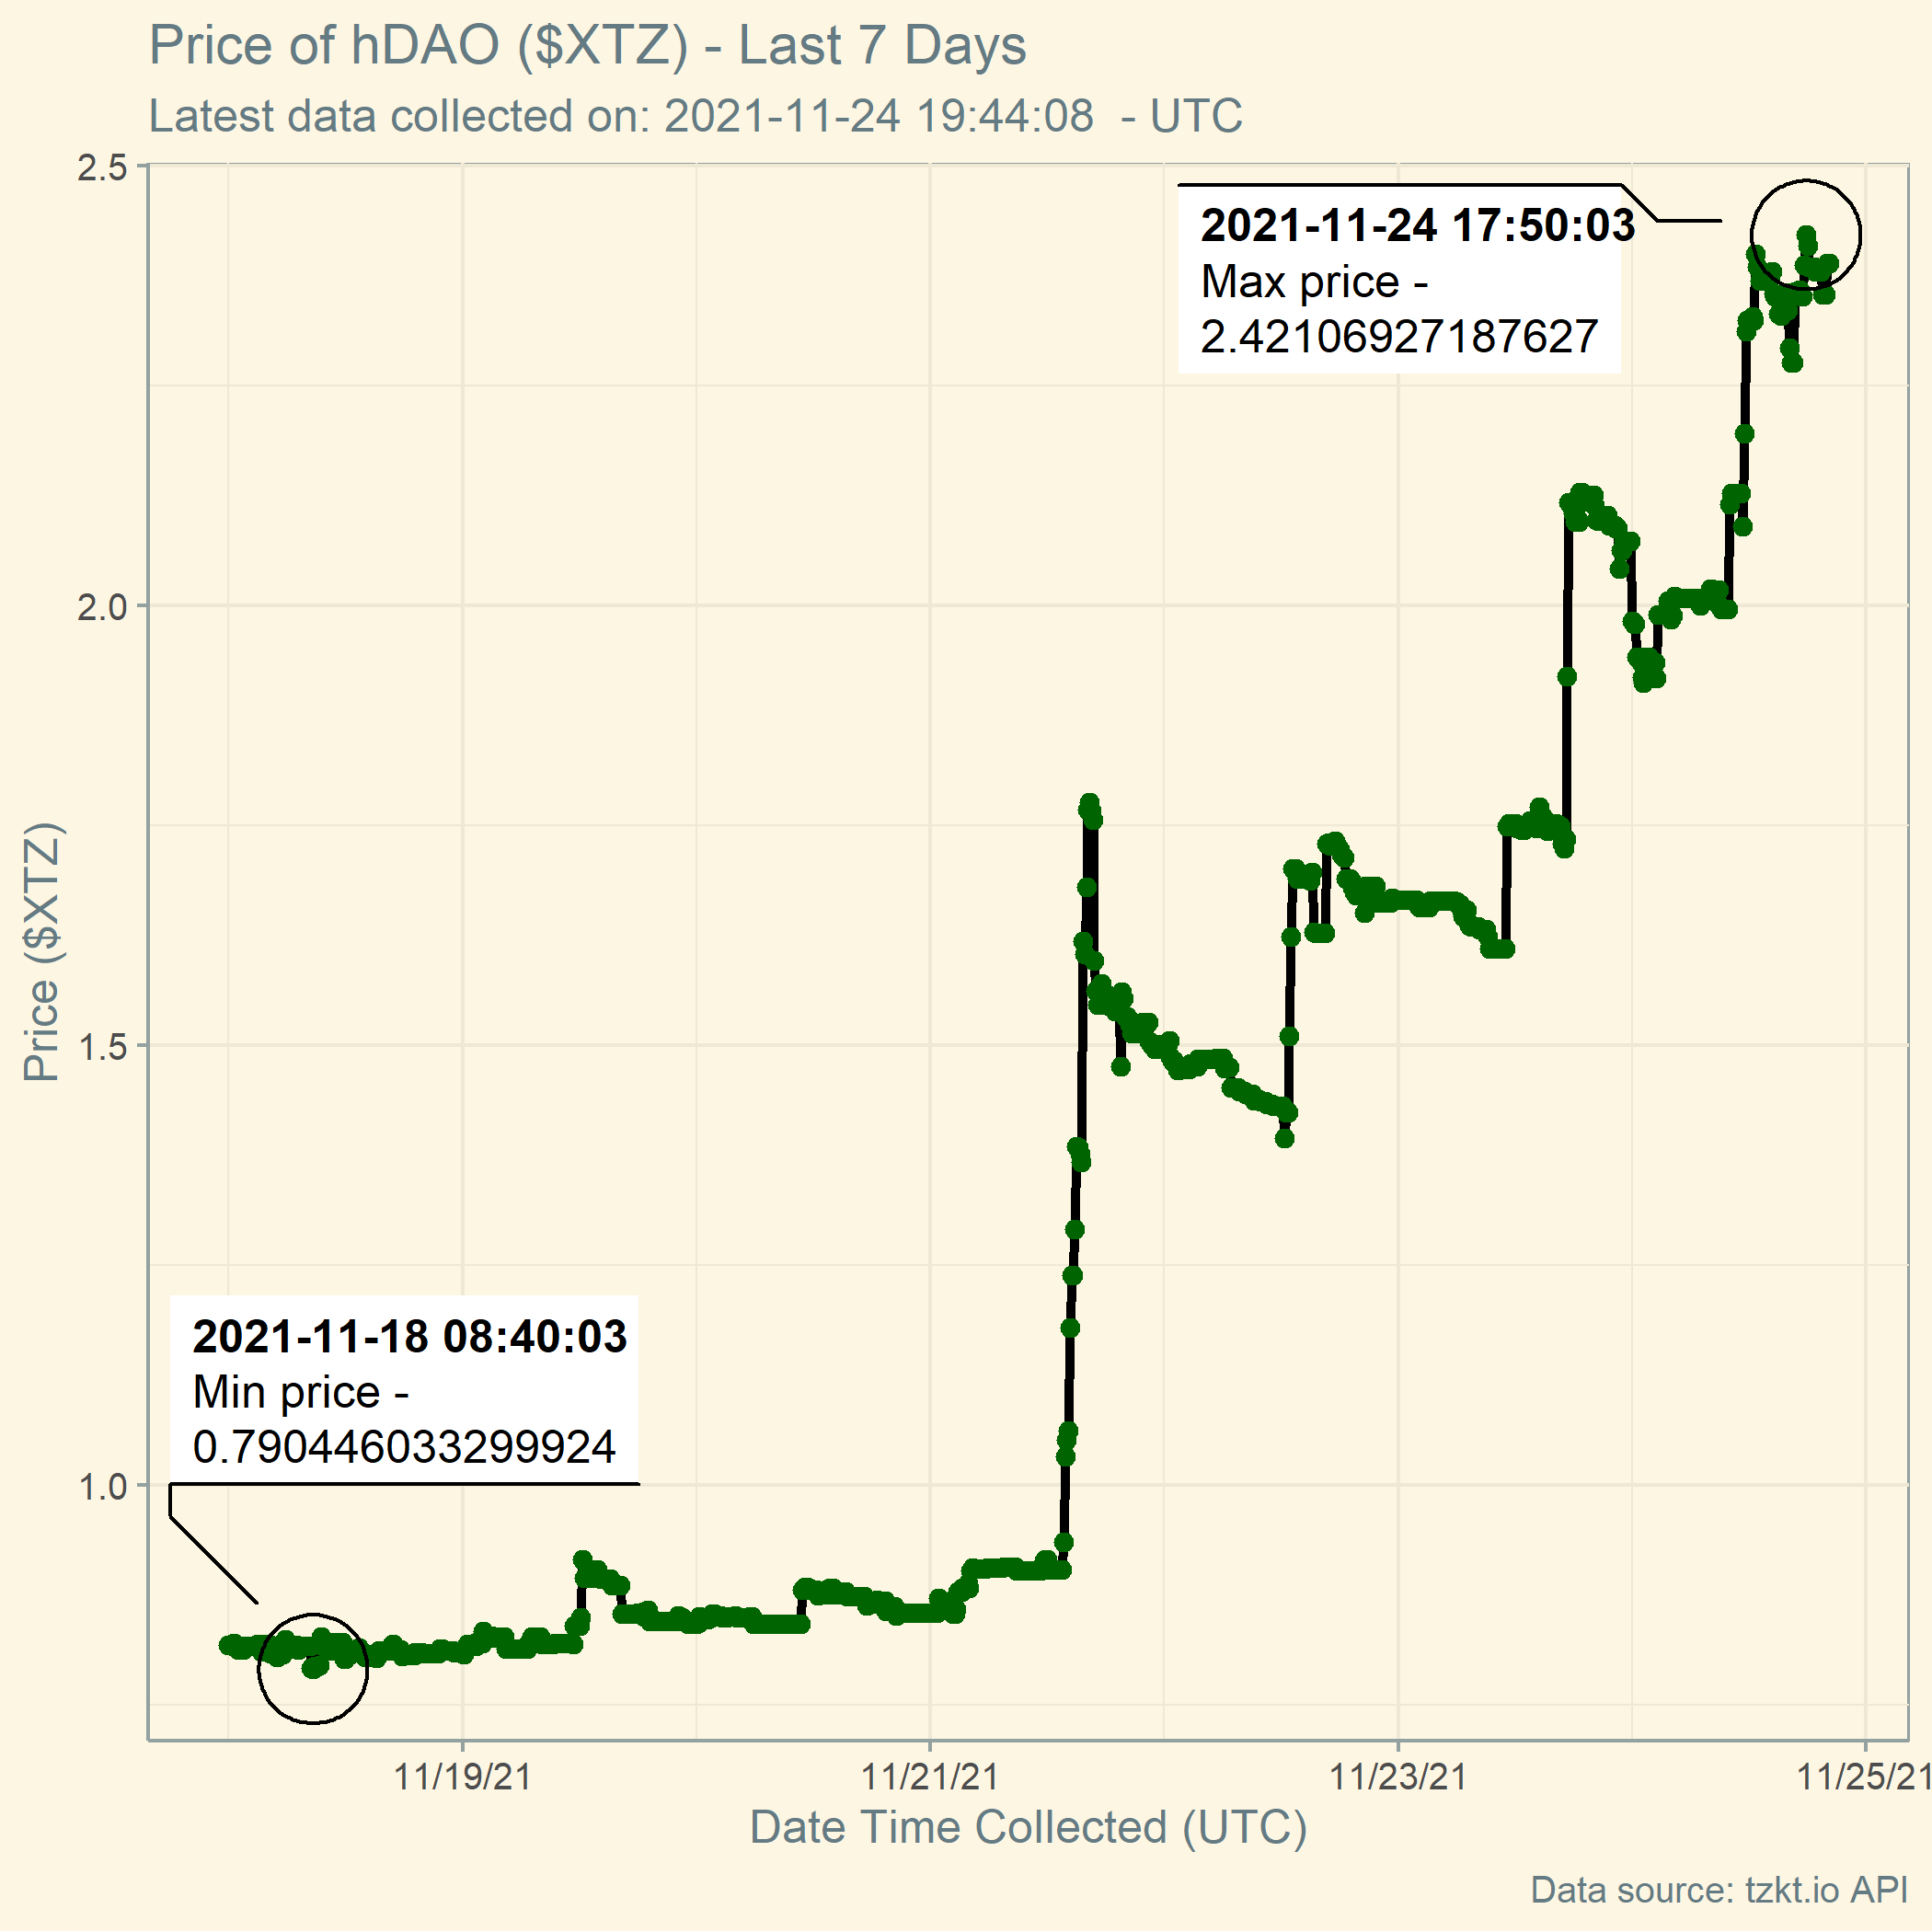 Price of hDAO ($XTZ) - Last 7 Days
Latest data collected on: 2021-11-24 19:44:08  - UTC
2.5
2021-11-24 17:50:03
Max price -
2.42106927187627
2.0
Price ($XTZ)
1.5
2021-11-18 08:40:03
Min price -
0.790446033299924
1.0
11/19/21
11/21/21
11/23/21
11/25/21
Date Time Collected (UTC)
Data source: tzkt.io API